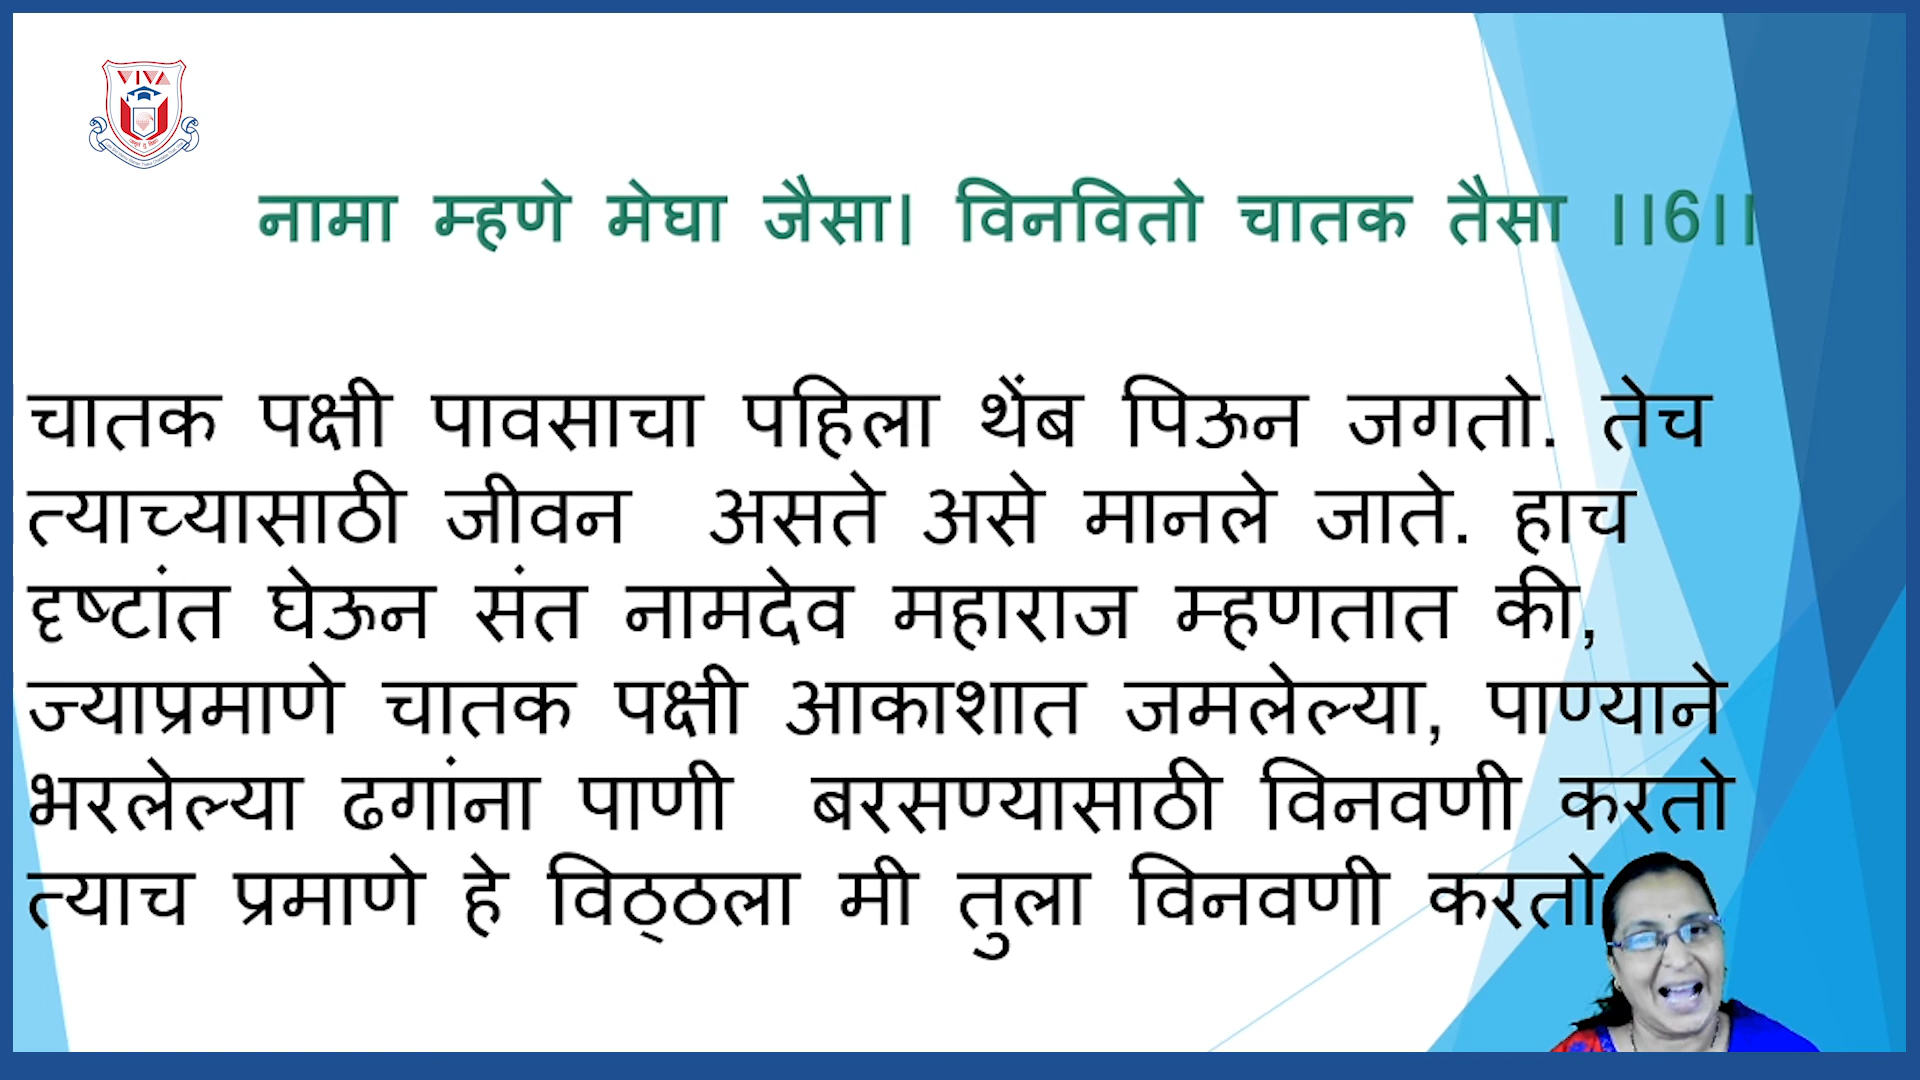 VIVA
नामा म्हणे मेघा जैसा। विनवितो चातक तैसा ।।6।।
चातक पक्षी पावसाचा पहिला थेंब पिऊन जगतो. तेच
त्याच्यासाठी जीवन असते असे मानले जाते. हाच
दृष्टांत घेऊन संत नामदेव महाराज म्हणतात की,
ज्याप्रमाणे चातक पक्षी आकाशात जमलेल्या, पाण्याने
भरलेल्या ढगांना पाणी बरसण्यासाठी विनवणी करतो
त्याच प्रमाणे हे विठ्ठला मी तुला विनवणी करतो